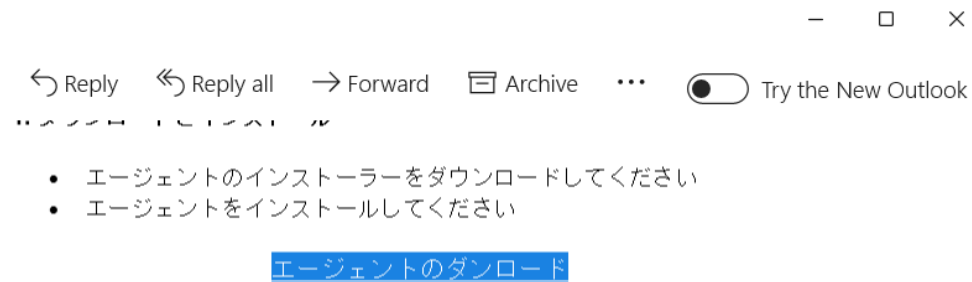 Reply Reply all Forward Archive ... Try the New Outlook
エージェントのインストーラーをダウンロードしてください
エージェントをインストールしてください
エージェントのダンロード